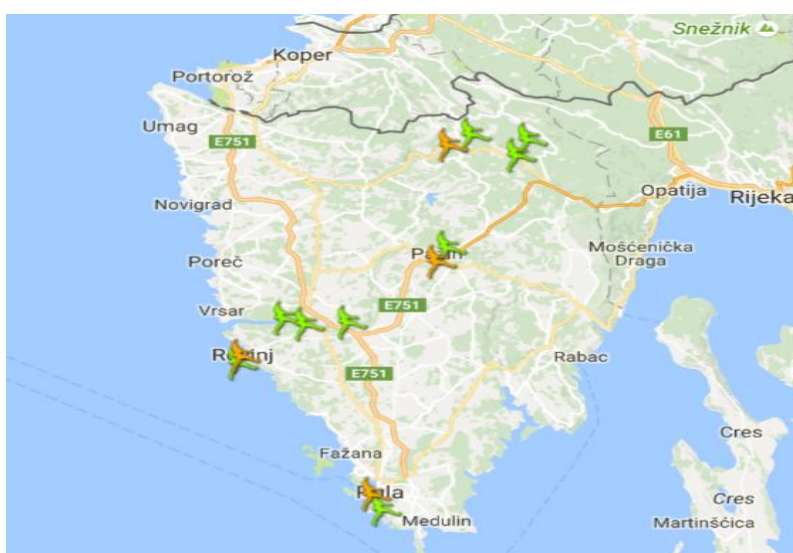 Snežnik
Koper
Portorož
Umag
E751
E61
Opatija
Rijeka
Novigrad
Mošćenička
Draga
Poreč
E751
Vrsar
Rabac
E751
Cres
Fažana
Cres
Medulin
Martinšćica